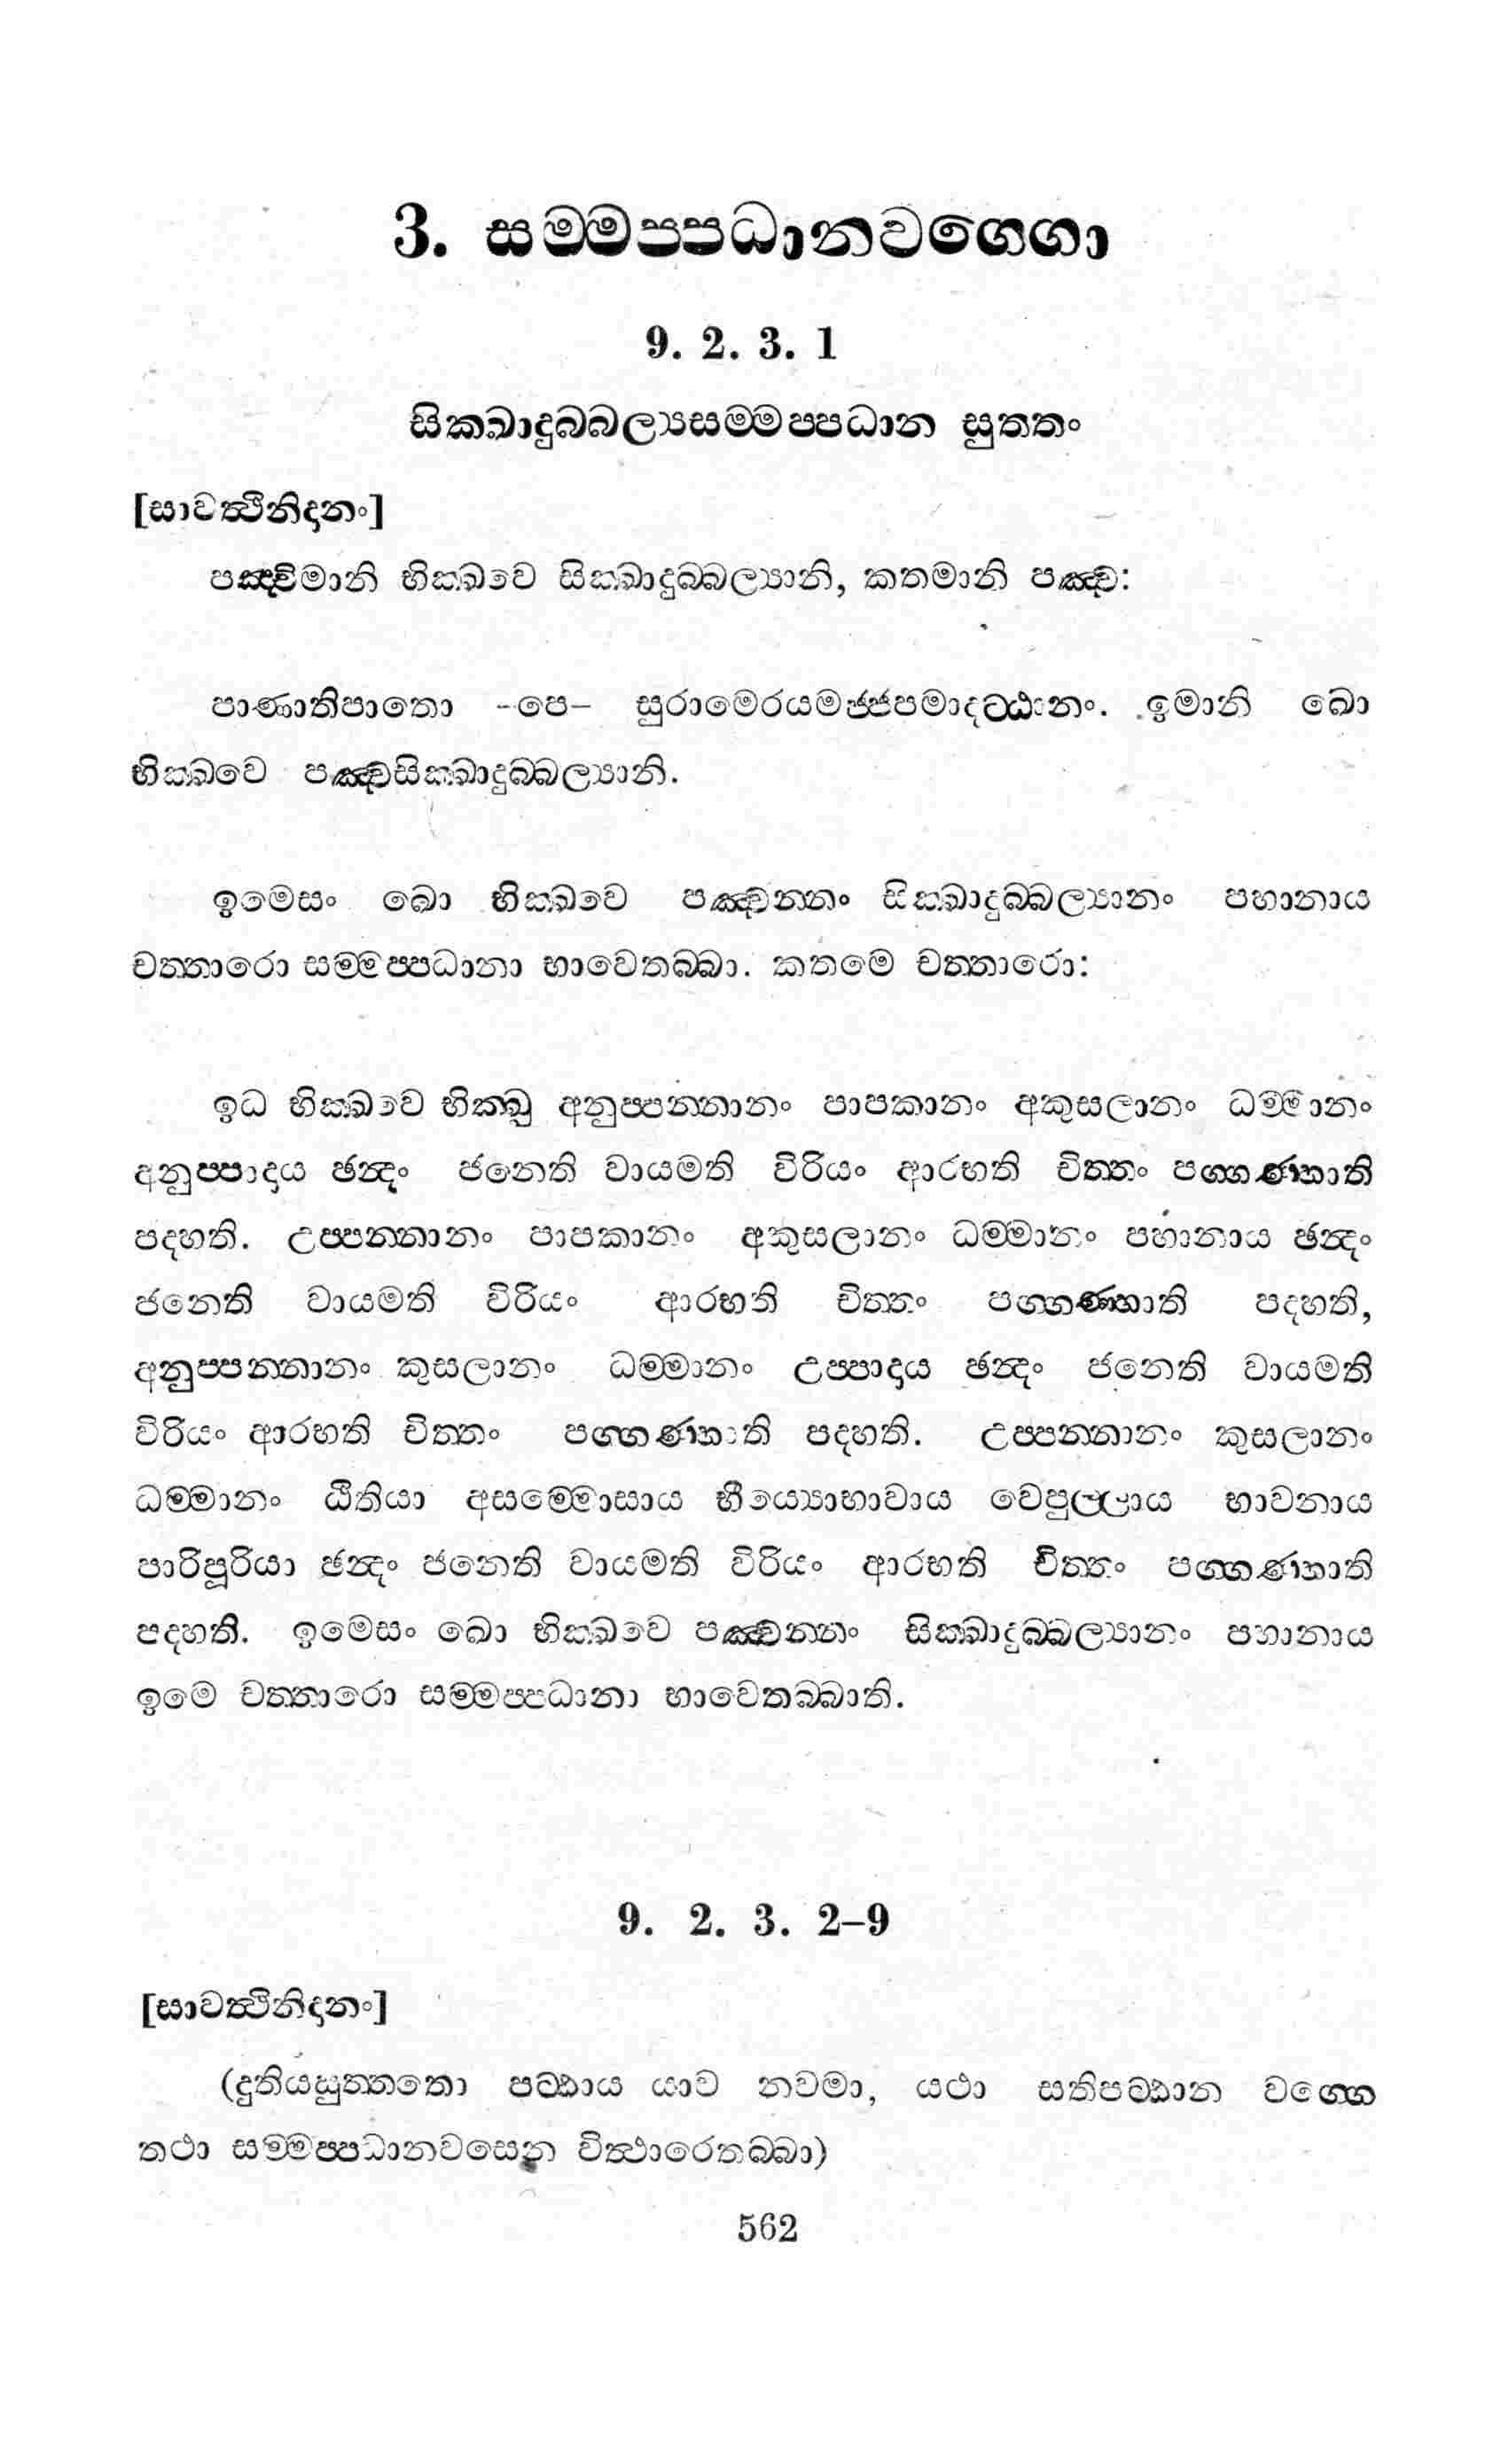 3. සම්මප්පධානවග්ගො
9. 2. 3. 1
සික්ඛාදුබ්බල්‍යසම්මප්පධාන සුත්තං
[සාවත්‍ථිනිදානං]
පඤ්චිමානි භික්ඛවෙ සික්ඛාදුබ්බල්‍යානි, කතමානි පඤ්ච:
පාණාතිපාතො -පෙ- සුරාමෙරයමජ්ජපමාදට්ඨානං. ඉමානි ඛො
භික්ඛවෙ පඤ්චසික්ඛාදුබ්බල්‍යානි.
ඉමෙසං ඛො භික්ඛවෙ පඤ්චන්නං සික්ඛාදුබ්බල්‍යානං පහානාය
චත්තාරො සම්මප්පධානා භාවෙතබ්බා. කතමෙ චත්තාරො:
ඉධ භික්ඛවෙ භික්ඛු අනුප්පන්නානං පාපකානං අකුසලානං ධම්මානං
අනුප්පාදාය ඡන්‍දං ජනෙති වායමති විරියං ආරභති චිත්තං පග්ගණ්හාති
පදහති. උප්පන්නානං පාපකානං අකුසලානං ධම්මානං පහානාය ඡන්‍දං
ජනෙති වායමති විරියං ආරභති චිත්තං පග්ගණ්හාති පදහති,
අනුප්පන්නානං කුසලානං ධම්මානං උප්පාදාය ඡන්‍දං ජනෙති වායමති
විරියං ආරභති චිත්තං පග්ගණ්හාති පදහති. උප්පන්නානං කුසලානං
ධම්මානං ඨිතියා අසම්මොසාය භීය්‍යොභාවාය වෙපුල්ලාය භාවනාය
පාරිපූරියා ඡන්‍දං ජනෙති වායමති විරියං ආරභති චිත්තං පග්ගණ්හාති
පදහති. ඉමෙසං ඛො භික්ඛවෙ පඤ්චන්නං සික්ඛාදුබ්බල්‍යානං පහානාය
ඉමෙ චත්තාරො සම්මප්පධානා භාවෙතබ්බාති.
9. 2. 3. 2–9
[සාවත්‍ථිනිදානං]
(දුතියසුත්තතො පට්ඨාය යාව නවමා, යථා සතිපට්ඨාන වග්ගෙ
තථා සම්මප්පධානවසෙන විත්‍ථාරෙතබ්බා)
562